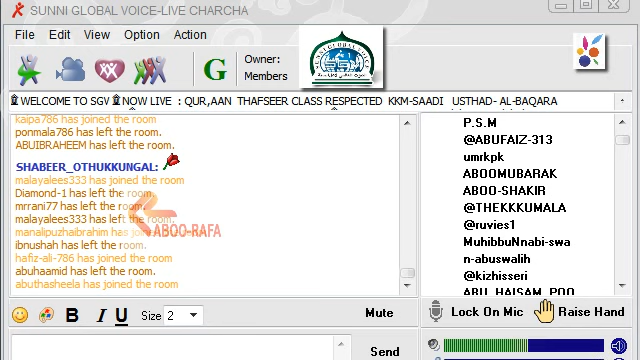 SUNNI GLOBAL VOICE-LIVE CHARCHA
File Edit View Option Action
G Owner:
Members
WELCOME TO SGV NOW LIVE : QUR,AAN THAFSEER CLASS RESPECTED KKM-SAADI USTHAD- AL-BAQARA
kaipa786 has joined the room
ponmala786 has left the room.
ABUIBRAHEEM has left the room.
SHABEER_OTHUKKUNGAL:
malayalees333 has joined the room
Diamond-1 has left the room.
mrrani77 has left the room.
malayalees333 has left the room.
manalipuzhaibrahim has joined the room
ibnushah has left the room.
hafiz-ali-786 has joined the room
abuhaamid has left the room.
abuthasheela has joined the room
ABOO-RAFA
P.S.M
@ABUFAIZ-313
umrkpk
ABOOMUBARAK
ABOO-SHAKIR
@THEKKKUMALA
@ruvies1
MuhibbuNnabi-swa
n-abuswalih
@kizhisseri
ABU_HAISAM_POO
B I U Size 2 Mute
Lock On Mic Raise Hand
Send